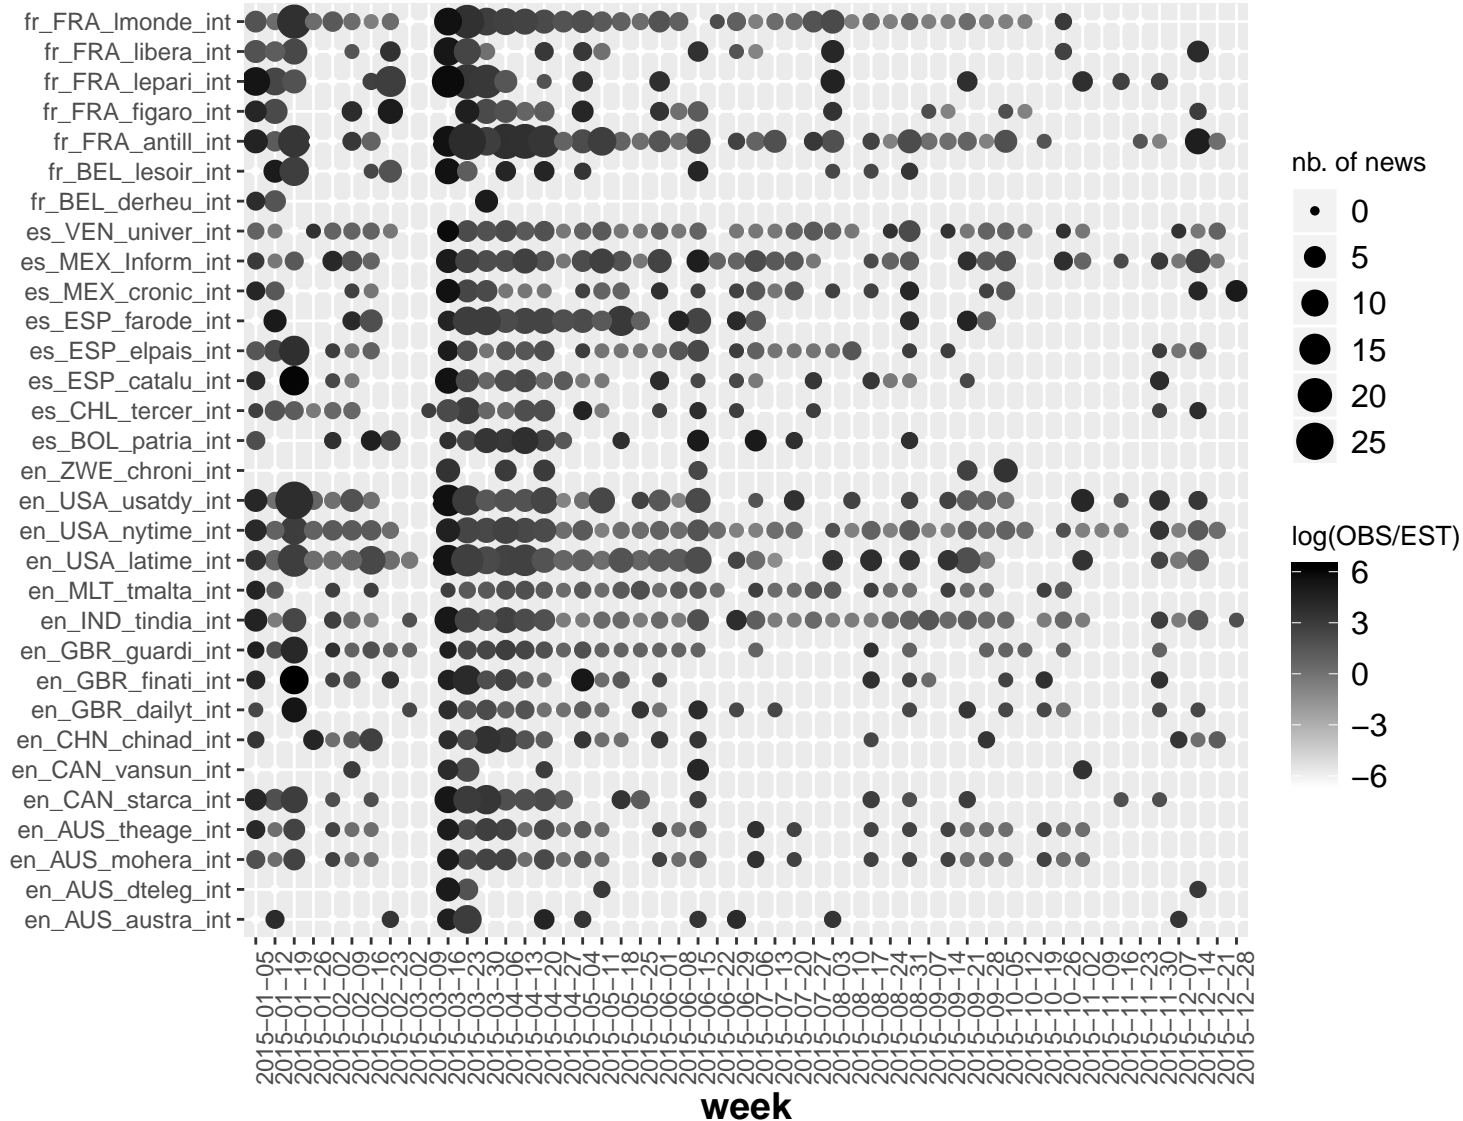 fr_FRA_lmonde_int
fr_FRA_libera_int
fr_FRA_lepari_int
fr_FRA_figaro_int
fr_FRA_antill_int
fr_BEL_lesoir_int
fr_BEL_derheu_int
es_VEN_univer_int
es_MEX_Inform_int
es_MEX_cronic_int
es_ESP_farode_int
es_ESP_elpais_int
es_ESP_catalu_int
es_CHL_tercer_int
es_BOL_patria_int
en_ZWE_chroni_int
en_USA_usatdy_int
en_USA_nytime_int
en_USA_latime_int
en_MLT_tmalta_int
en_IND_tindia_int
en_GBR_guardi_int
en_GBR_finati_int
en_GBR_dailyt_int
en_CHN_chinad_int
en_CAN_vansun_int
en_CAN_starca_int
en_AUS_theage_int
en_AUS_mohera_int
en_AUS_dteleg_int
en_AUS_austra_int
2015−01−05
2015−01−12
2015−01−19
2015−01−26
2015−02−02
2015−02−09
2015−02−16
2015−02−23
2015−03−02
2015−03−09
2015−03−16
2015−03−23
2015−03−30
2015−04−06
2015−04−13
2015−04−20
2015−04−27
2015−05−04
2015−05−11
2015−05−18
2015−05−25
2015−06−01
2015−06−08
2015−06−15
2015−06−22
2015−06−29
2015−07−06
2015−07−13
2015−07−20
2015−07−27
2015−08−03
2015−08−10
2015−08−17
2015−08−24
2015−08−31
2015−09−07
2015−09−14
2015−09−21
2015−09−28
2015−10−05
2015−10−12
2015−10−19
2015−10−26
2015−11−02
2015−11−09
2015−11−16
2015−11−23
2015−11−30
2015−12−07
2015−12−14
2015−12−21
2015−12−28
week
nb. of news
0
5
10
15
20
25
log(OBS/EST)
6
3
0
−3
−6